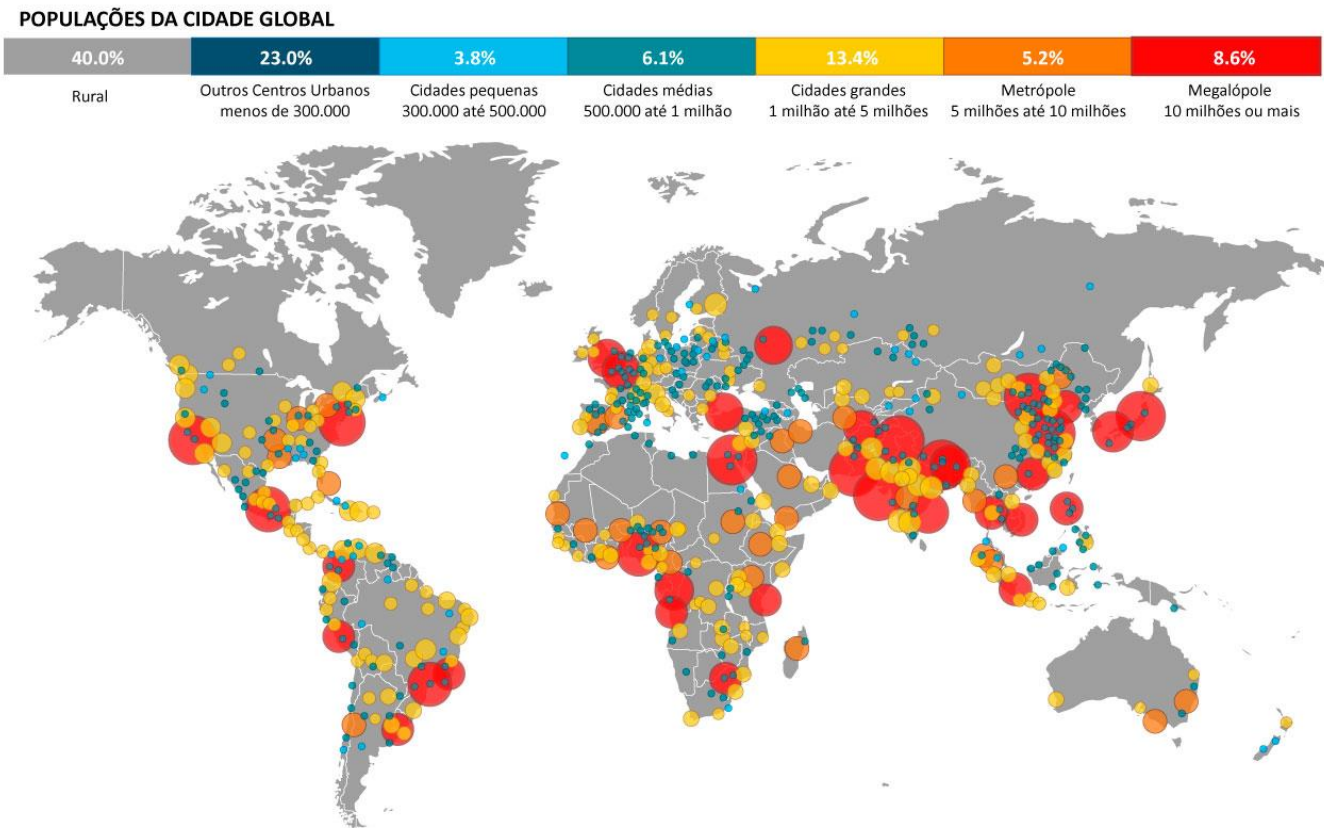 POPULAÇÕES DA CIDADE GLOBAL
40.0% 23.0% 3.8% 6.1% 13.4% 5.2% 8.6%
Rural
Outros Centros Urbanos
menos de 300.000
Cidades pequenas
300.000 até 500.000
Cidades médias
500.000 até 1 milhão
Cidades grandes
1 milhão até 5 milhões
Metrópole
5 milhões até 10 milhões
Megalópole
10 milhões ou mais